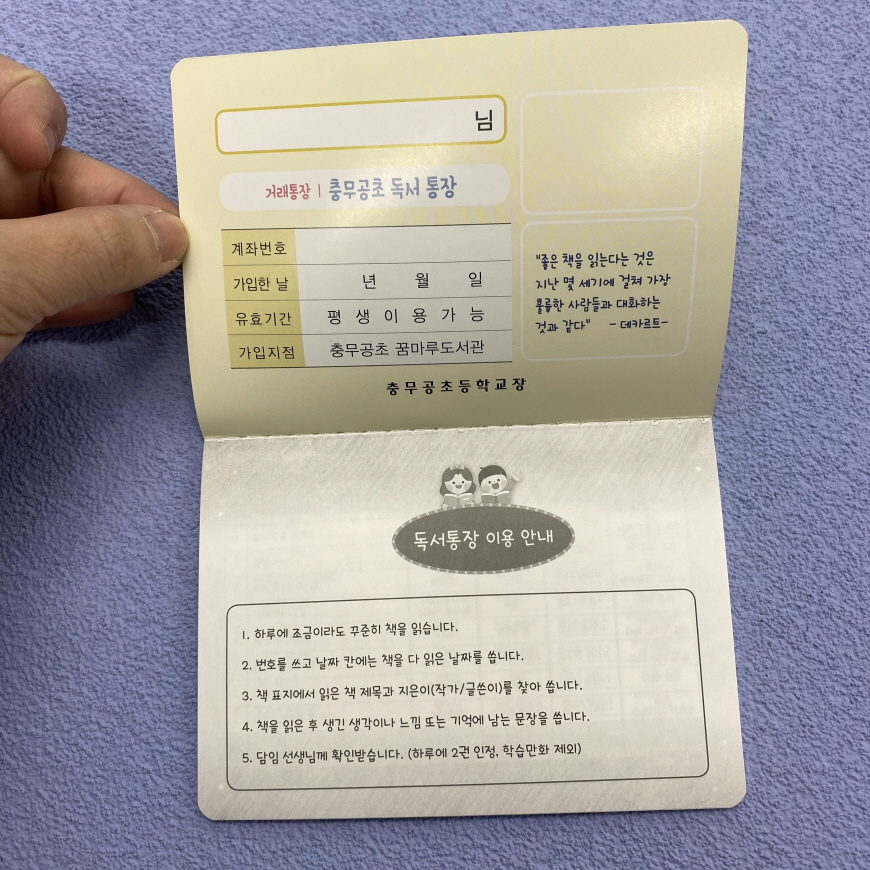 님
거래통장 | 충무공초 독서 통장
계좌번호
가입한 날 년 월 일
유효기간 평 생 이 용 가 능
가입지점 충무공초 꿈마루도서관
"좋은 책을 읽는다는 것은
지난 몇 세기에 걸쳐 가장
훌륭한 사람들과 대화하는
것과 같다" - 데카르트-
충무공초등학교장
독서통장 이용 안내
1. 하루에 조금이라도 꾸준히 책을 읽습니다.
2. 번호를 쓰고 날짜 칸에는 책을 다 읽은 날짜를 씁니다.
3. 책 표지에서 읽은 책 제목과 지은이(작가/글쓴이)를 찾아 씁니다.
4. 책을 읽은 후 생긴 생각이나 느낌 또는 기억에 남는 문장을 씁니다.
5. 담임 선생님께 확인받습니다. (하루에 2권 인정, 학습만화 제외)